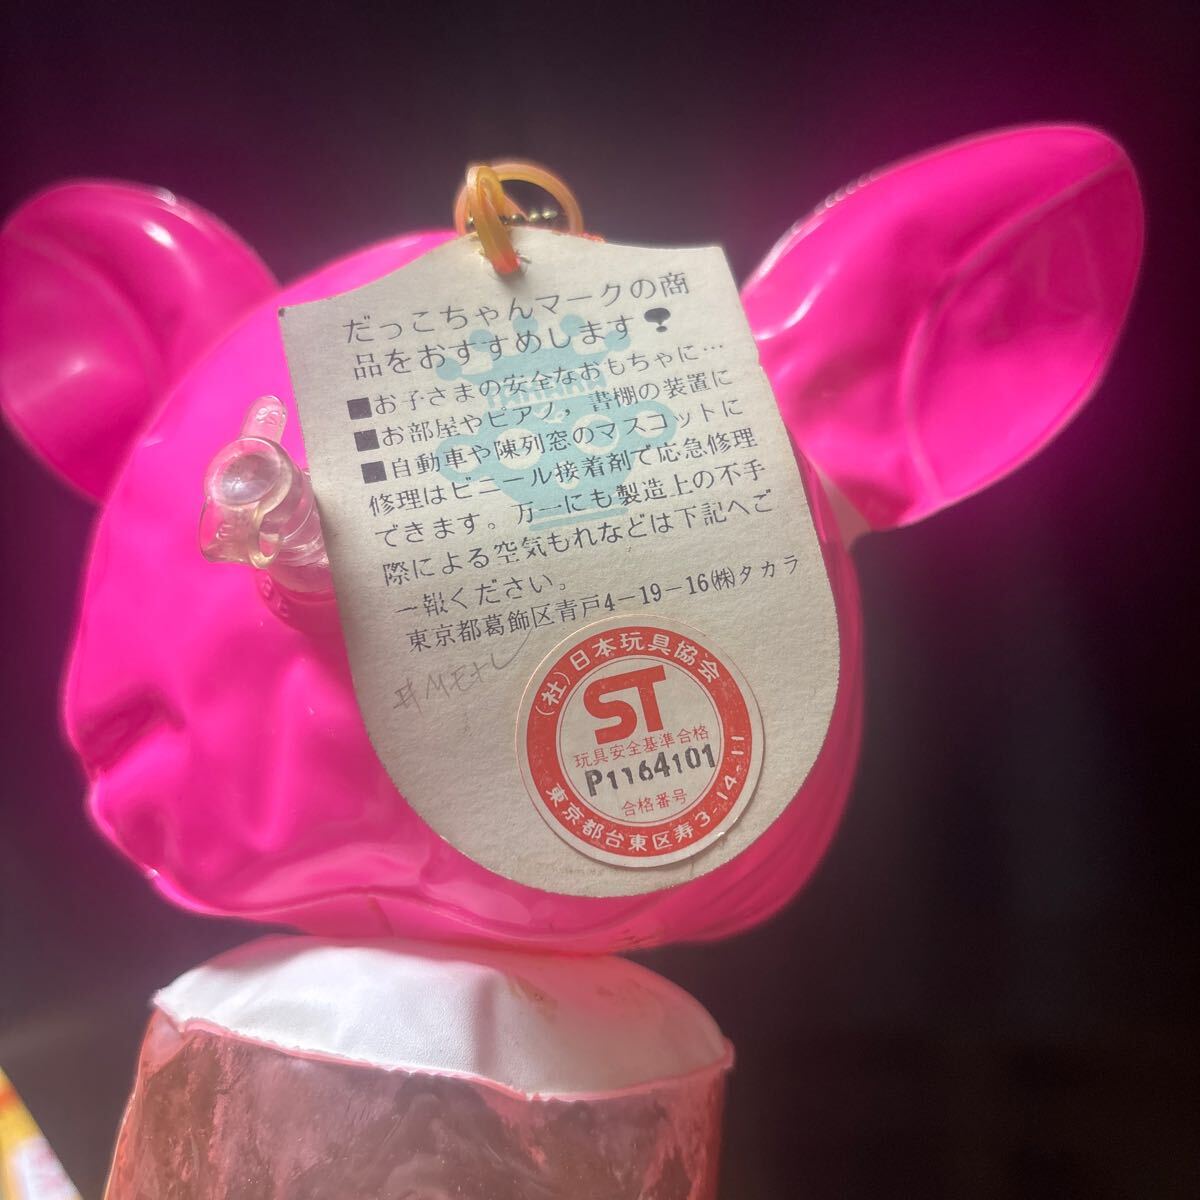 だっこちゃんマークの商
品をおすすめします❢
■お子さまの安全なおもちゃに…
■お部屋やピアノ，書棚の装置に
■自動車や陳列窓のマスコットに
修理はビニール接着剤で応急修理
できます。万一にも製造上の不手
際による空気もれなどは下記へご
一報ください。
東京都葛飾区青戸4−19−16㈱タカラ
TAKARA
(社)日本玩具協会
ST
玩具安全基準合格
P1164101
合格番号
東京都台東区寿3-14-11